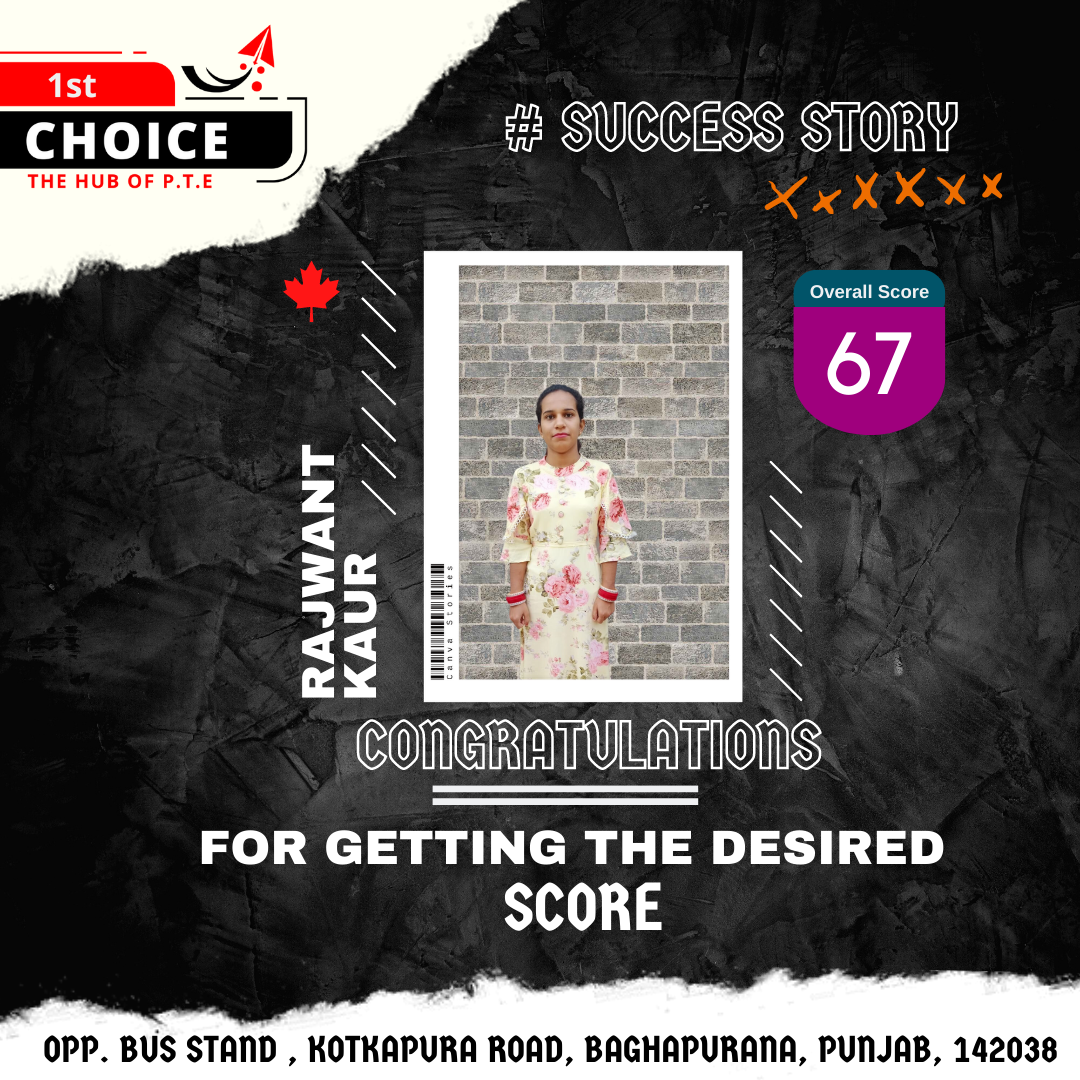 1st
CHOICE
THE HUB OF P.T.E
# SUCCESS STORY
Overall Score
67
RAJWANT
KAUR
Canva Stories
CONGRATULATIONS
FOR GETTING THE DESIRED
SCORE
OPP. BUS STAND , KOTKAPURA ROAD, BAGHAPURANA, PUNJAB, 142038